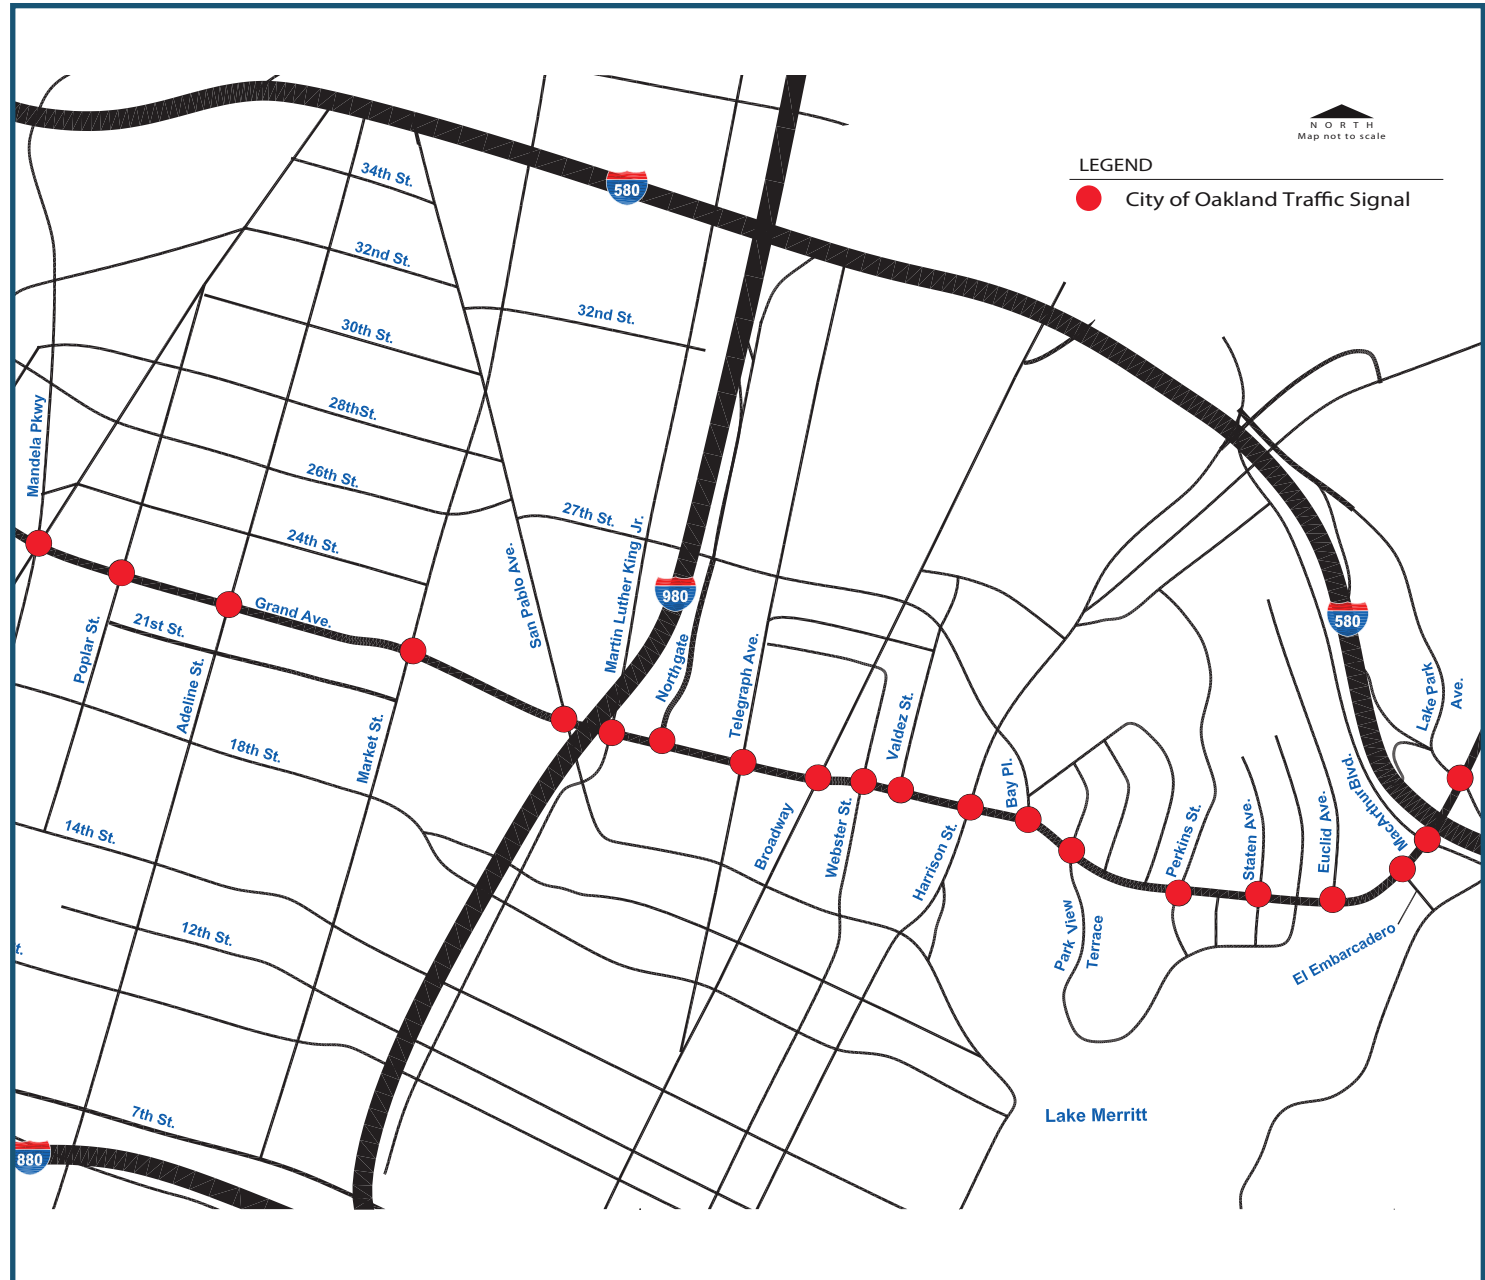 N O R T H
Map not to scale
LEGEND
City of Oakland Traffic Signal
34th St.
580
32nd St.
32nd St.
30th St.
28thSt.
Mandela Pkwy
26th St.
27th St.
24th St.
San Pablo Ave.
Martin Luther King Jr.
980
580
Grand Ave.
21st St.
Poplar St.
Adeline St.
Northgate
Telegraph Ave.
Lake Park
Ave.
Valdez St.
Market St.
18th St.
Bay Pl.
MacArthurBlvd.
14th St.
Broadway
Webster St.
Harrison St.
Perkins St.
Staten Ave.
Euclid Ave.
Park View
Terrace
12th St.
t.
El Embarcadero
Lake Merritt
7th St.
880